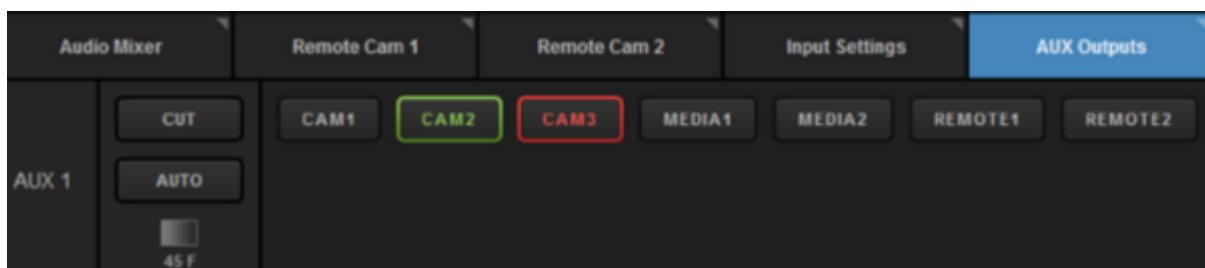 Audio Mixer Remote Cam 1 Remote Cam 2 Input Settings AUX Outputs
CUT CAM1 CAM2 CAM3 MEDIA1 MEDIA2 REMOTE1 REMOTE2
AUX 1 AUTO
45 F